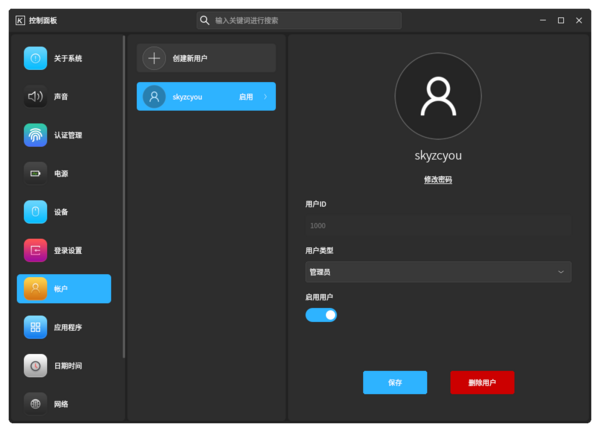 控制面板
输入关键词进行搜索
关于系统
声音
认证管理
电源
设备
登录设置
帐户
应用程序
日期时间
网络
创建新用户
skyzcyou 启用
skyzcyou
修改密码
用户ID
1000
用户类型
管理员
启用用户
保存 删除用户